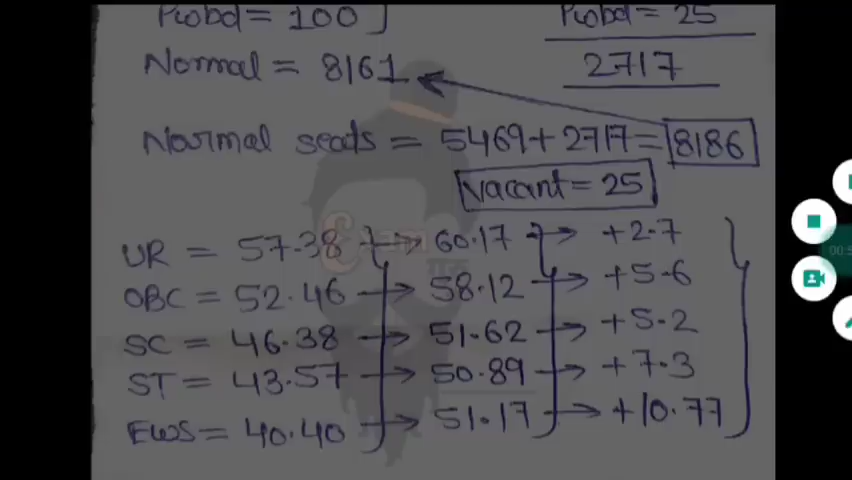 Probd = 100
Probd = 25
Normal = 8161
2717
Normal seats = 5469+2717= 8186
Vacant = 25
UR = 57.38 → 60.17 → +2.7
OBC = 52.46 → 58.12 → +5.6
SC = 46.38 → 51.62 → +5.2
ST = 43.57 → 50.89 → +7.3
EWS = 40.40 → 51.17 → +10.77